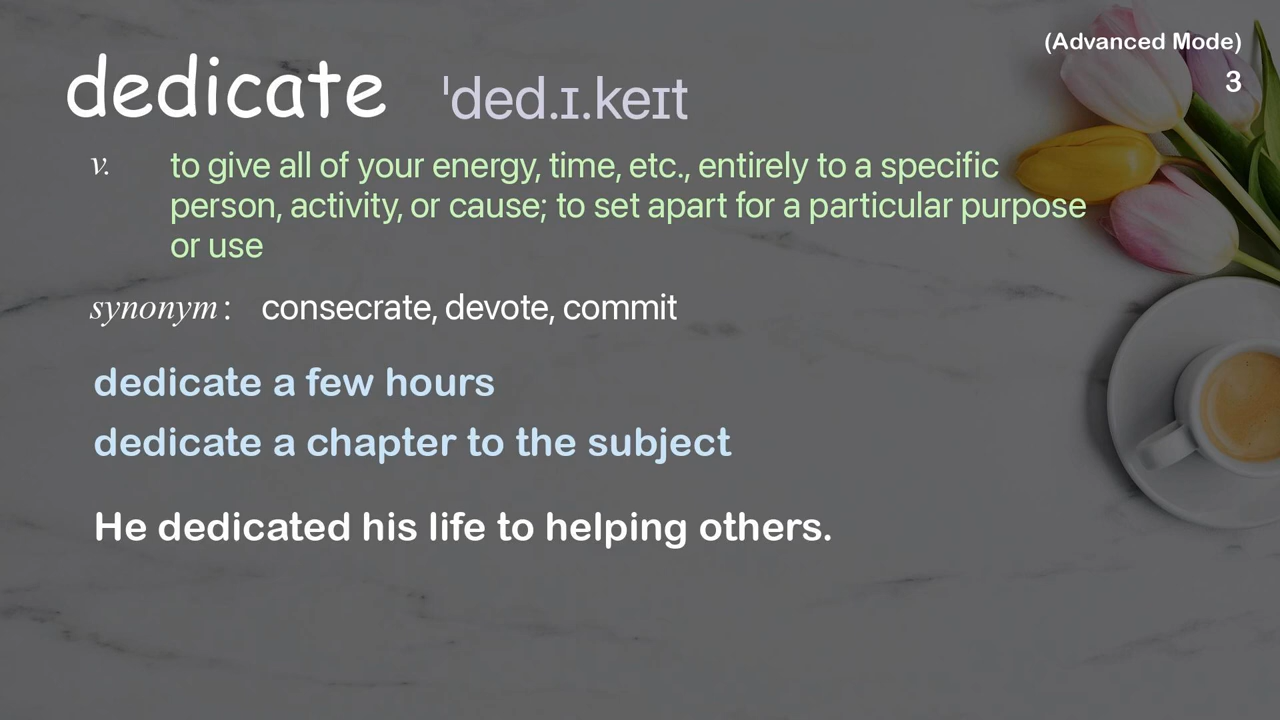 (Advanced Mode)
3
dedicate ˈded.ɪ.keɪt
v. to give all of your energy, time, etc., entirely to a specific
person, activity, or cause; to set apart for a particular purpose
or use
synonym: consecrate, devote, commit
dedicate a few hours
dedicate a chapter to the subject
He dedicated his life to helping others.